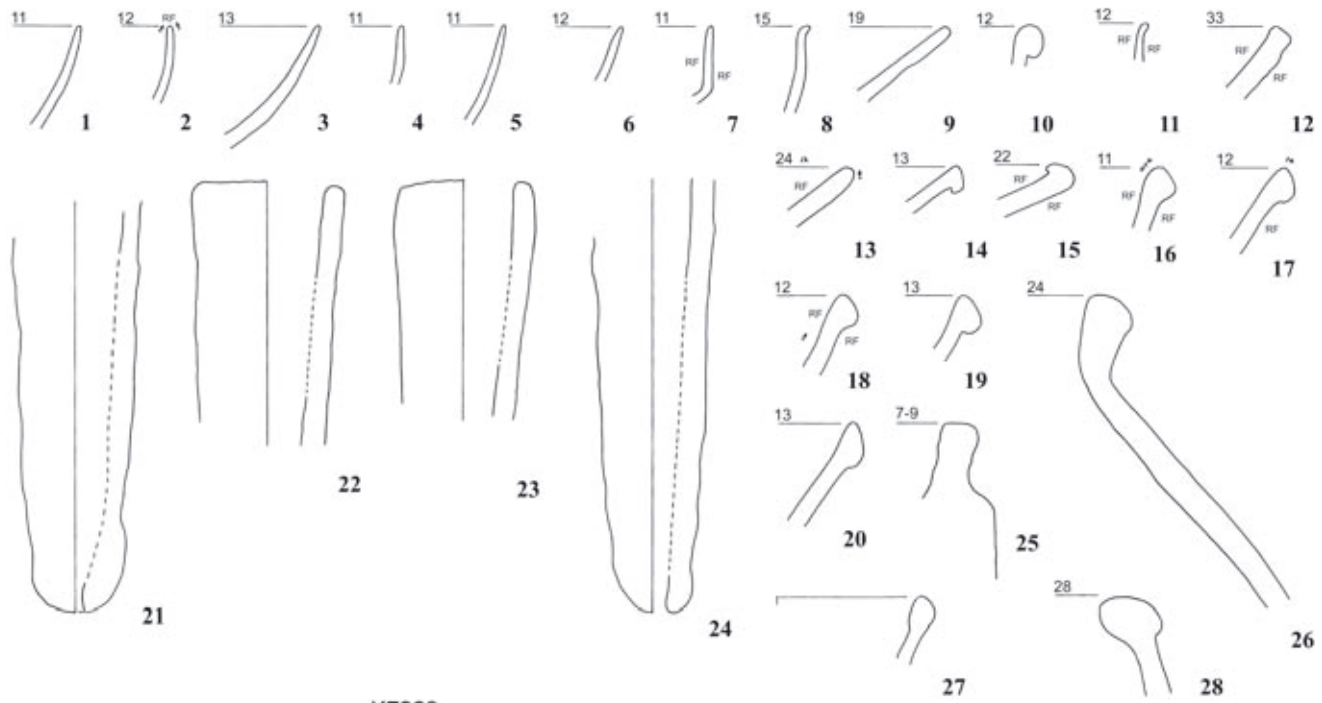 11 12 RF 13 11 11 12 11 15 19 12 12 33
RF RF RF RF RF RF
1 2 3 4 5 6 7 8 9 10 11 12
24 13 22 11 12
RF RF RF RF RF RF
13 14 15 16 17
12 13 24
RF RF
18 19
13 7-9
22 23 20 25
28
21 24 26
27 28